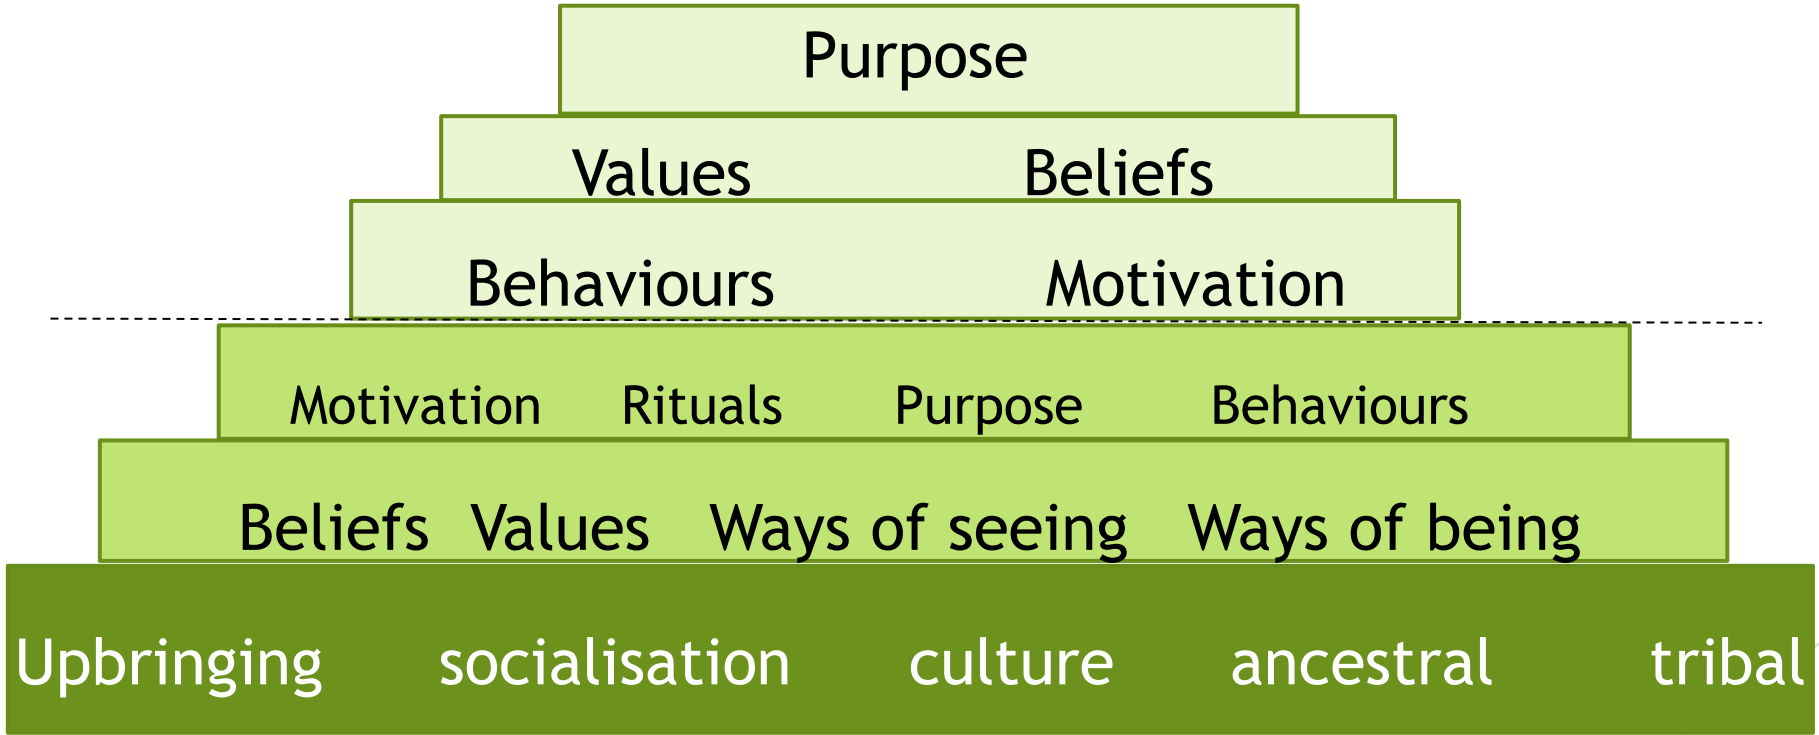 Purpose
Values Beliefs
Behaviours Motivation
Motivation Rituals Purpose Behaviours
Beliefs Values Ways of seeing Ways of being
Upbringing socialisation culture ancestral tribal